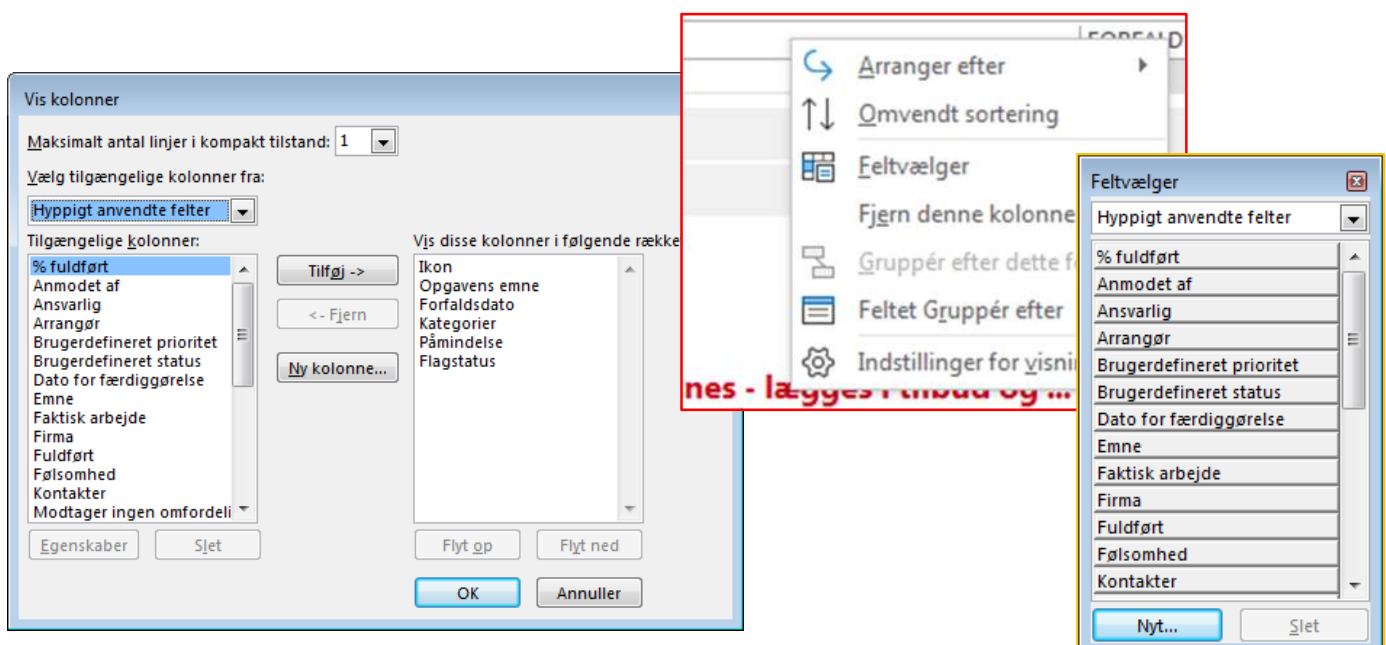 Vis kolonner
Maksimalt antal linjer i kompakt tilstand: 1
Vælg tilgængelige kolonner fra:
Hyppigt anvendte felter
Tilgængelige kolonner:
% fuldført
Anmodet af
Ansvarlig
Arrangør
Brugerdefineret prioritet
Brugerdefineret status
Dato for færdiggørelse
Emne
Faktisk arbejde
Firma
Fuldført
Følsomhed
Kontakter
Modtager ingen omfordeli
Egenskaber
Slet
Tilføj ->
<- Fjern
Ny kolonne...
Vis disse kolonner i følgende række
Ikon
Opgavens emne
Forfaldsdato
Kategorier
Påmindelse
Flagstatus
Flyt op
Flyt ned
OK
Annuller
FORFALD
Arranger efter
Omvendt sortering
Feltvælger
Fjern denne kolonne
Gruppér efter dette f
Feltet Gruppér efter
Indstillinger for visni
nes - lægges i tilbud og ...
Feltvælger
Hyppigt anvendte felter
% fuldført
Anmodet af
Ansvarlig
Arrangør
Brugerdefineret prioritet
Brugerdefineret status
Dato for færdiggørelse
Emne
Faktisk arbejde
Firma
Fuldført
Følsomhed
Kontakter
Nyt...
Slet